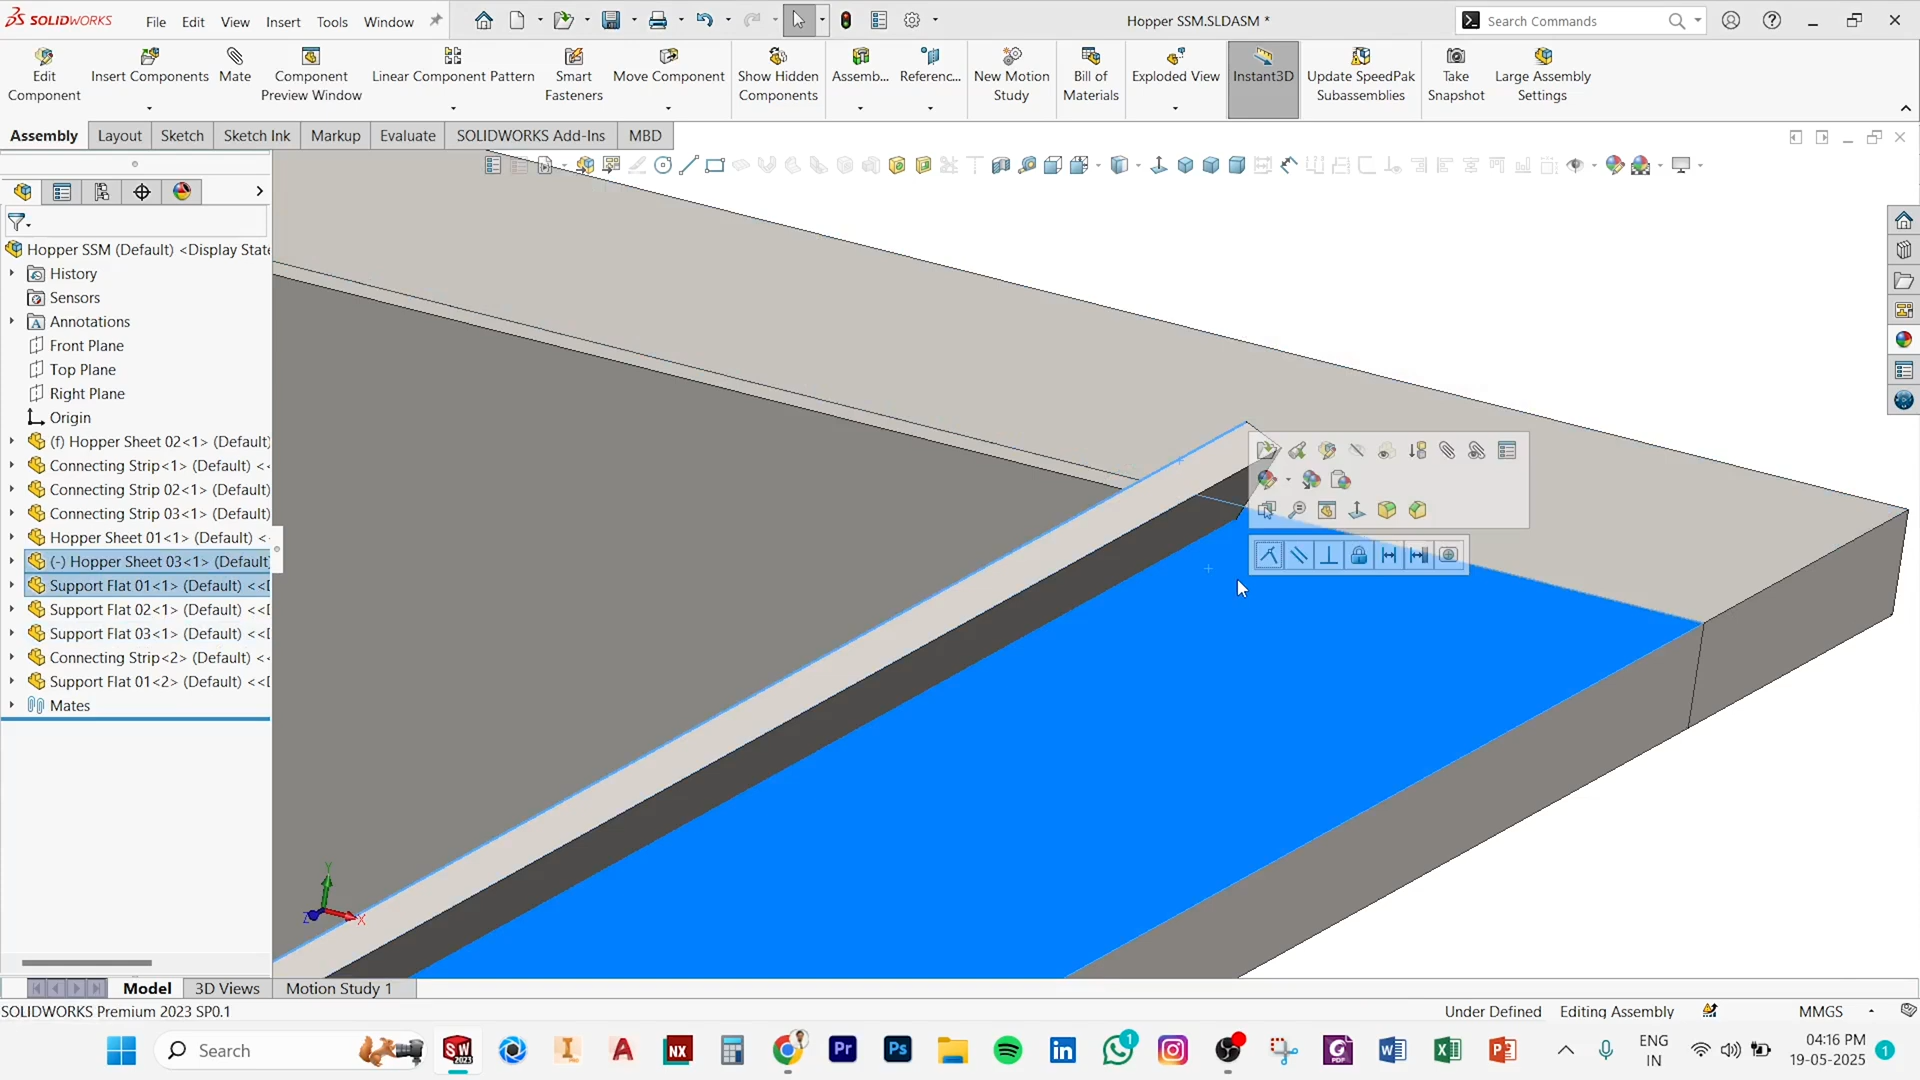 SOLIDWORKS File Edit View Insert Tools Window Hopper SSM.SLDASM * Search Commands
Edit Component
Insert Components
Mate
Component Preview Window
Linear Component Pattern
Smart Fasteners
Move Component
Show Hidden Components
Assemb...
Referenc...
New Motion Study
Bill of Materials
Exploded View
Instant3D
Update SpeedPak Subassemblies
Take Snapshot
Large Assembly Settings
Assembly Layout Sketch Sketch Ink Markup Evaluate SOLIDWORKS Add-Ins MBD
Hopper SSM (Default) <Display State
History
Sensors
Annotations
Front Plane
Top Plane
Right Plane
Origin
(f) Hopper Sheet 02<1> (Default)
Connecting Strip<1> (Default) <
Connecting Strip 02<1> (Default)
Connecting Strip 03<1> (Default)
Hopper Sheet 01<1> (Default) <
(-) Hopper Sheet 03<1> (Default
Support Flat 01<1> (Default) <<D
Support Flat 02<1> (Default) <<D
Support Flat 03<1> (Default) <<D
Connecting Strip<2> (Default) <
Support Flat 01<2> (Default) <<D
Mates
Y
X
Z
Model 3D Views Motion Study 1
SOLIDWORKS Premium 2023 SP0.1 Under Defined Editing Assembly MMGS
Search
ENG
IN
04:16 PM
19-05-2025
1